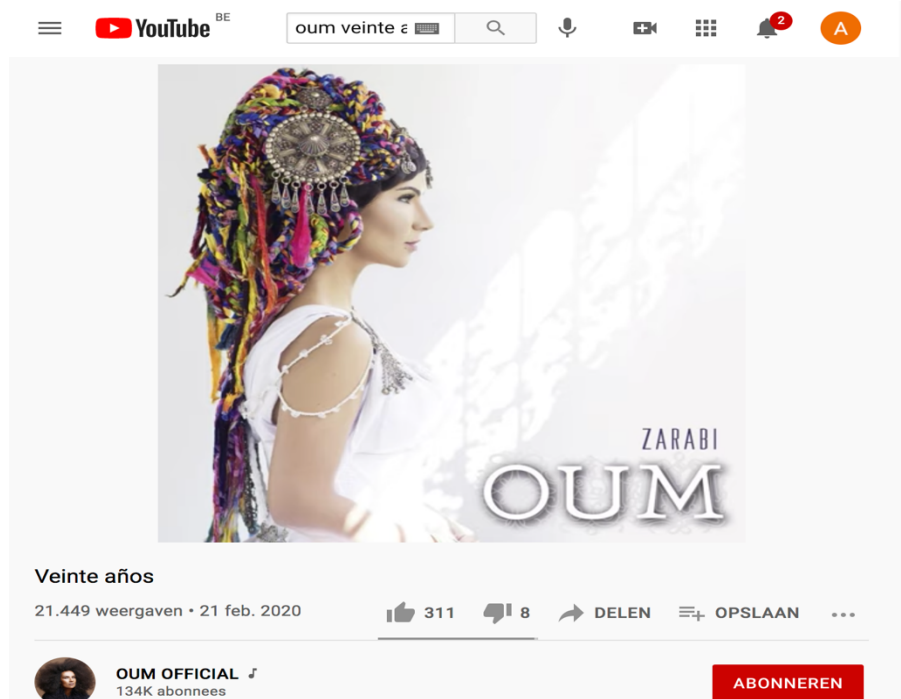 YouTube BE
oum veinte a
2
A
ZARABI
OUM
Veinte años
21.449 weergaven • 21 feb. 2020
311
8
DELEN
OPSLAAN
OUM OFFICIAL
134K abonnees
ABONNEREN